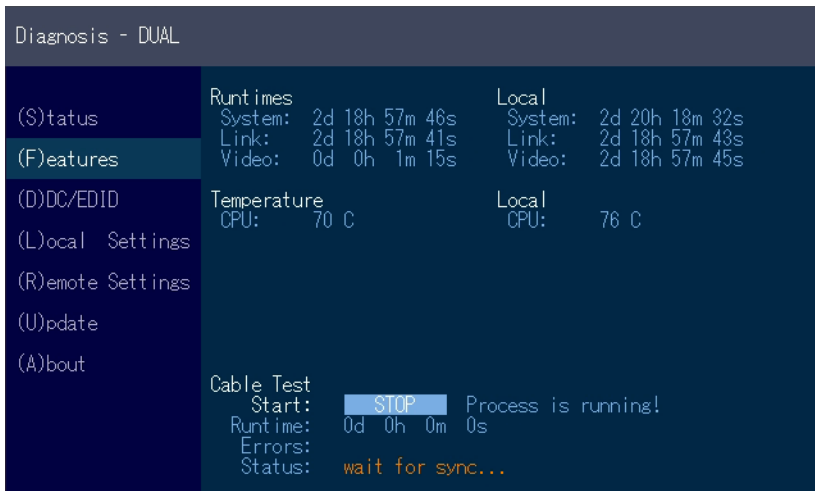 Diagnosis - DUAL
(S)tatus
(F)eatures
(D)DC/EDID
(L)ocal Settings
(R)emote Settings
(U)pdate
(A)bout
Runtimes
System: 2d 18h 57m 46s
Link: 2d 18h 57m 41s
Video: 0d 0h 1m 15s
Local
System: 2d 20h 18m 32s
Link: 2d 18h 57m 43s
Video: 2d 18h 57m 45s
Temperature
CPU: 70 C
Local
CPU: 76 C
Cable Test
Start: STOP Process is running!
Runtime: 0d 0h 0m 0s
Errors:
Status: wait for sync...